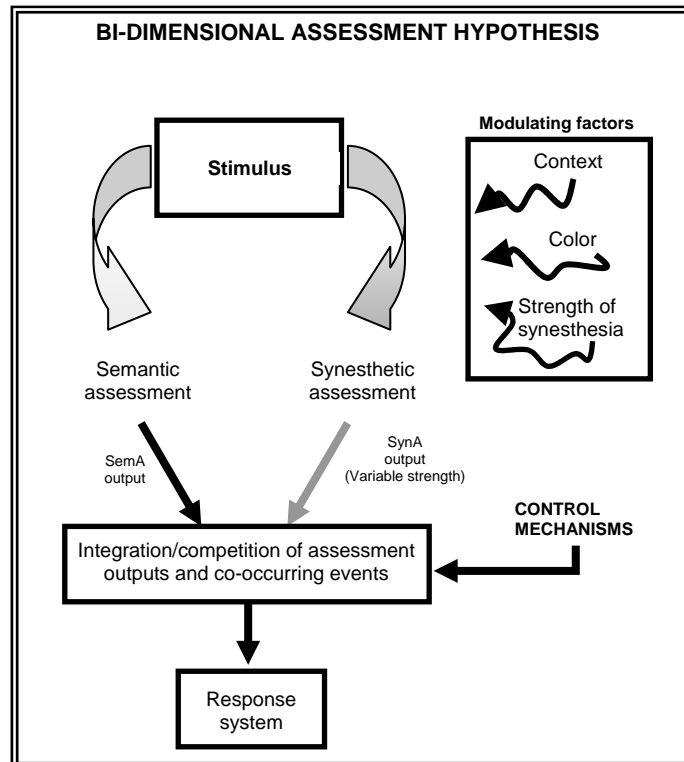 BI-DIMENSIONAL ASSESSMENT HYPOTHESIS
Stimulus
Modulating factors
Context
Color
Strength of
synesthesia
Semantic
assessment
Synesthetic
assessment
SemA
output
SynA
output
(Variable strength)
CONTROL
MECHANISMS
Integration/competition of assessment
outputs and co-occurring events
Response
system